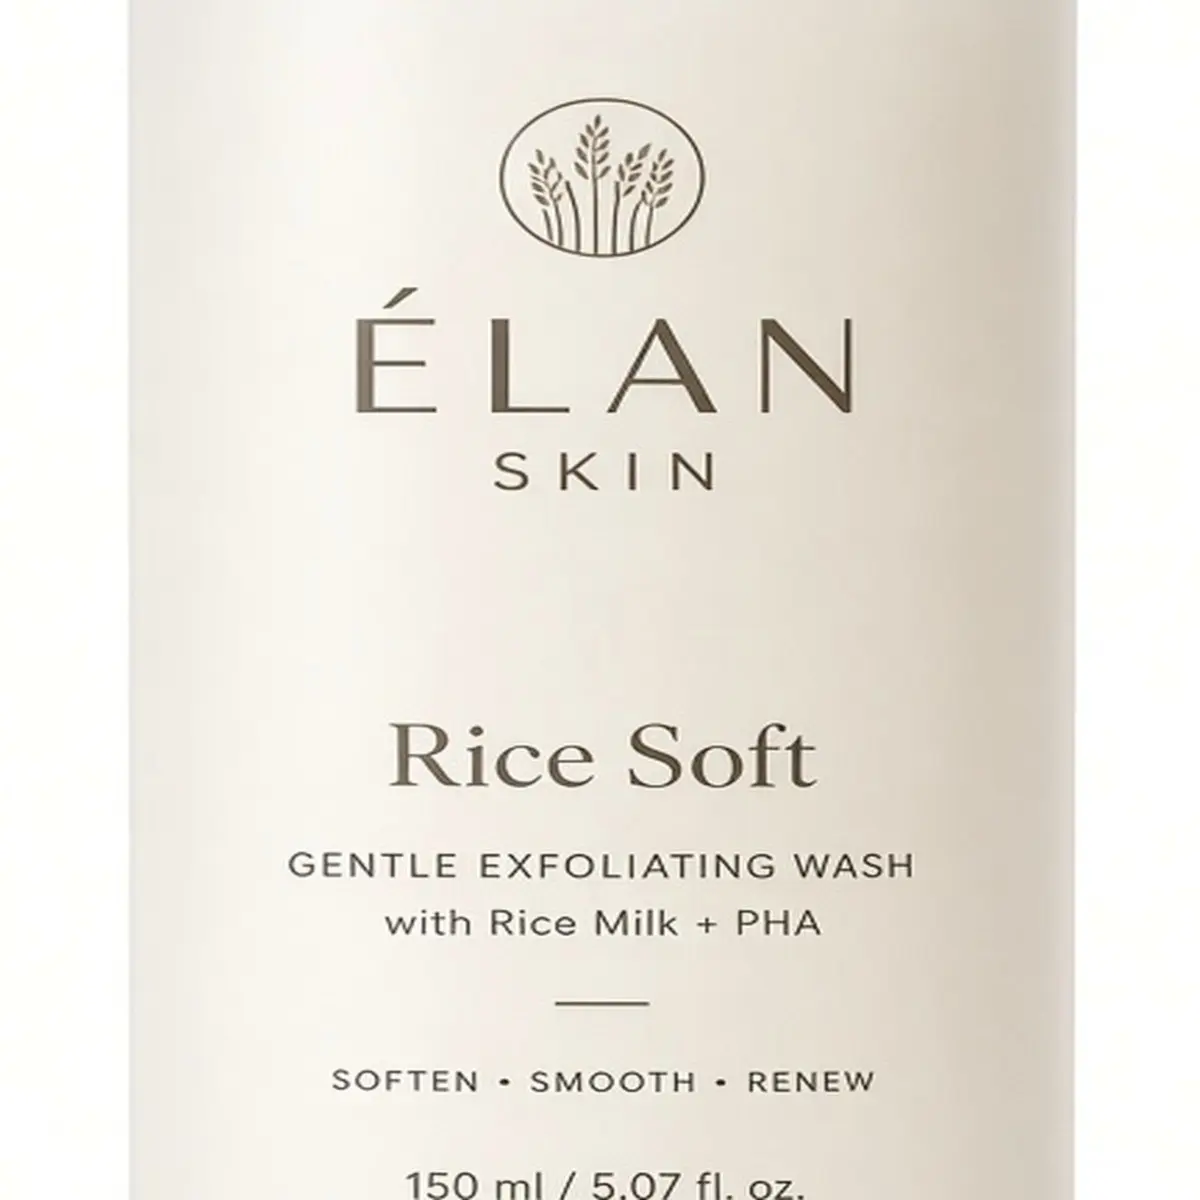 ÉLAN
SKIN
Rice Soft
GENTLE EXFOLIATING WASH
with Rice Milk + PHA
SOFTEN • SMOOTH • RENEW
150 ml / 5.07 fl. oz.